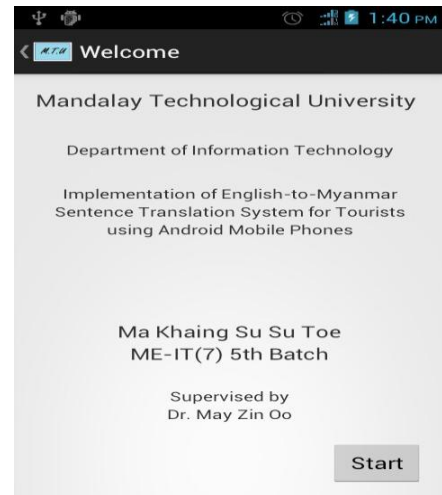 1:40 PM
M.T.U Welcome
Mandalay Technological University
Department of Information Technology
Implementation of English-to-Myanmar
Sentence Translation System for Tourists
using Android Mobile Phones
Ma Khaing Su Su Toe
ME-IT(7) 5th Batch
Supervised by
Dr. May Zin Oo
Start